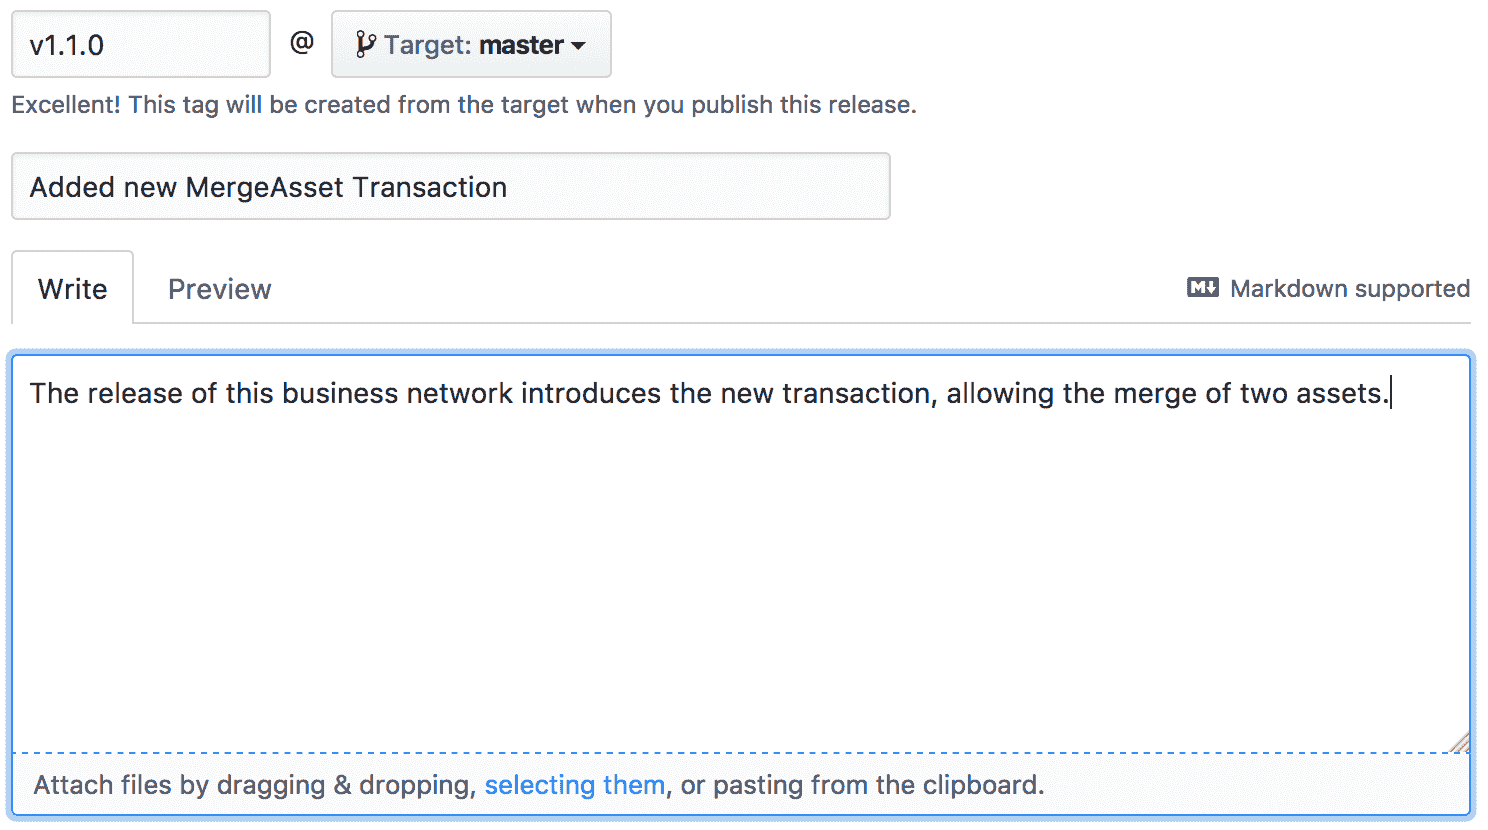 v1.1.0 @ Target: master
Excellent! This tag will be created from the target when you publish this release.
Added new MergeAsset Transaction
Write Preview M Markdown supported
The release of this business network introduces the new transaction, allowing the merge of two assets.
Attach files by dragging & dropping, selecting them, or pasting from the clipboard.